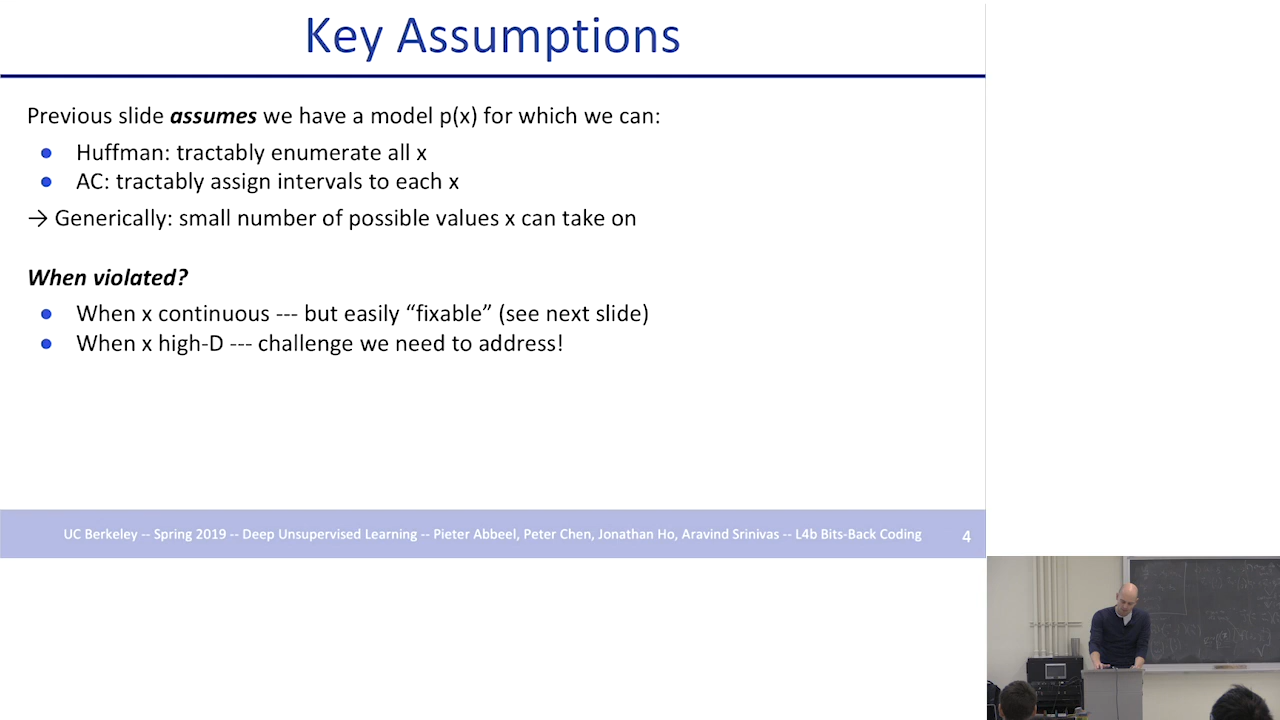 Key Assumptions
Previous slide assumes we have a model p(x) for which we can:
● Huffman: tractably enumerate all x
● AC: tractably assign intervals to each x
→ Generically: small number of possible values x can take on
When violated?
● When x continuous --- but easily “fixable” (see next slide)
● When x high-D --- challenge we need to address!
UC Berkeley -- Spring 2019 -- Deep Unsupervised Learning -- Pieter Abbeel, Peter Chen, Jonathan Ho, Aravind Srinivas -- L4b Bits-Back Coding 4